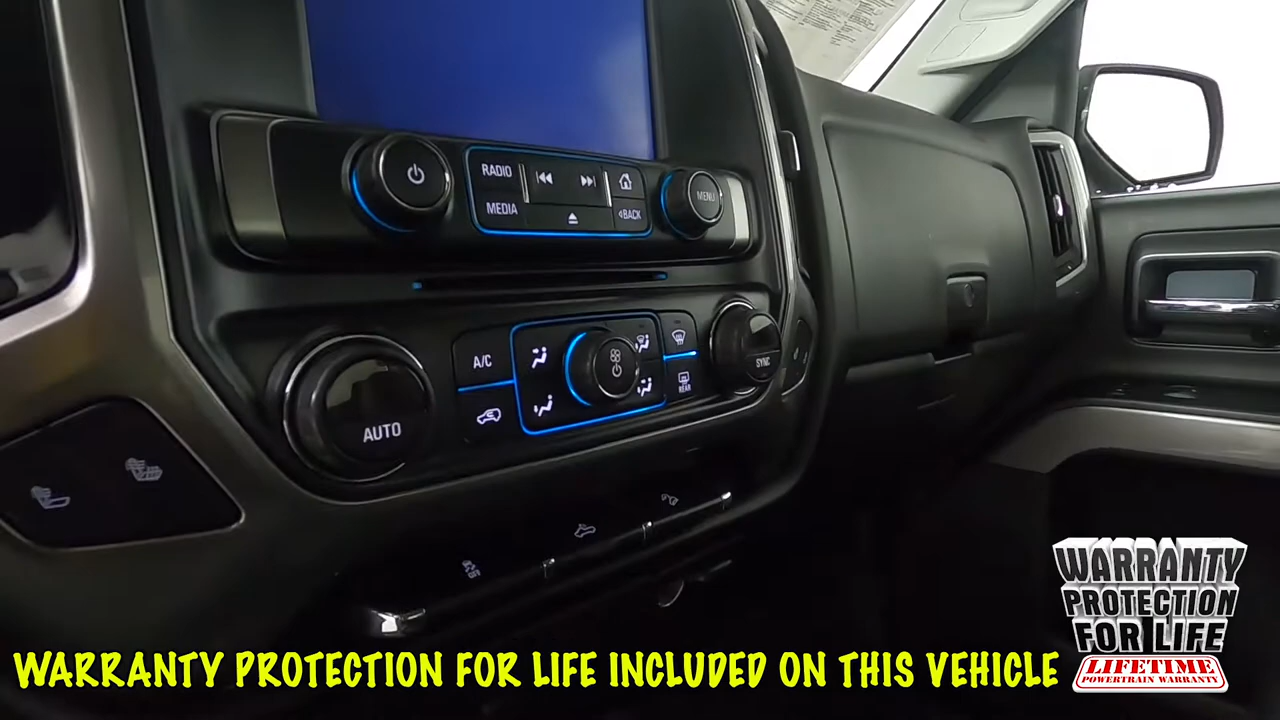 RADIO
MEDIA
BACK
MENU
A/C
AUTO
REAR
SYNC
WARRANTY
PROTECTION
FOR LIFE
LIFETIME
POWERTRAIN WARRANTY
WARRANTY PROTECTION FOR LIFE INCLUDED ON THIS VEHICLE